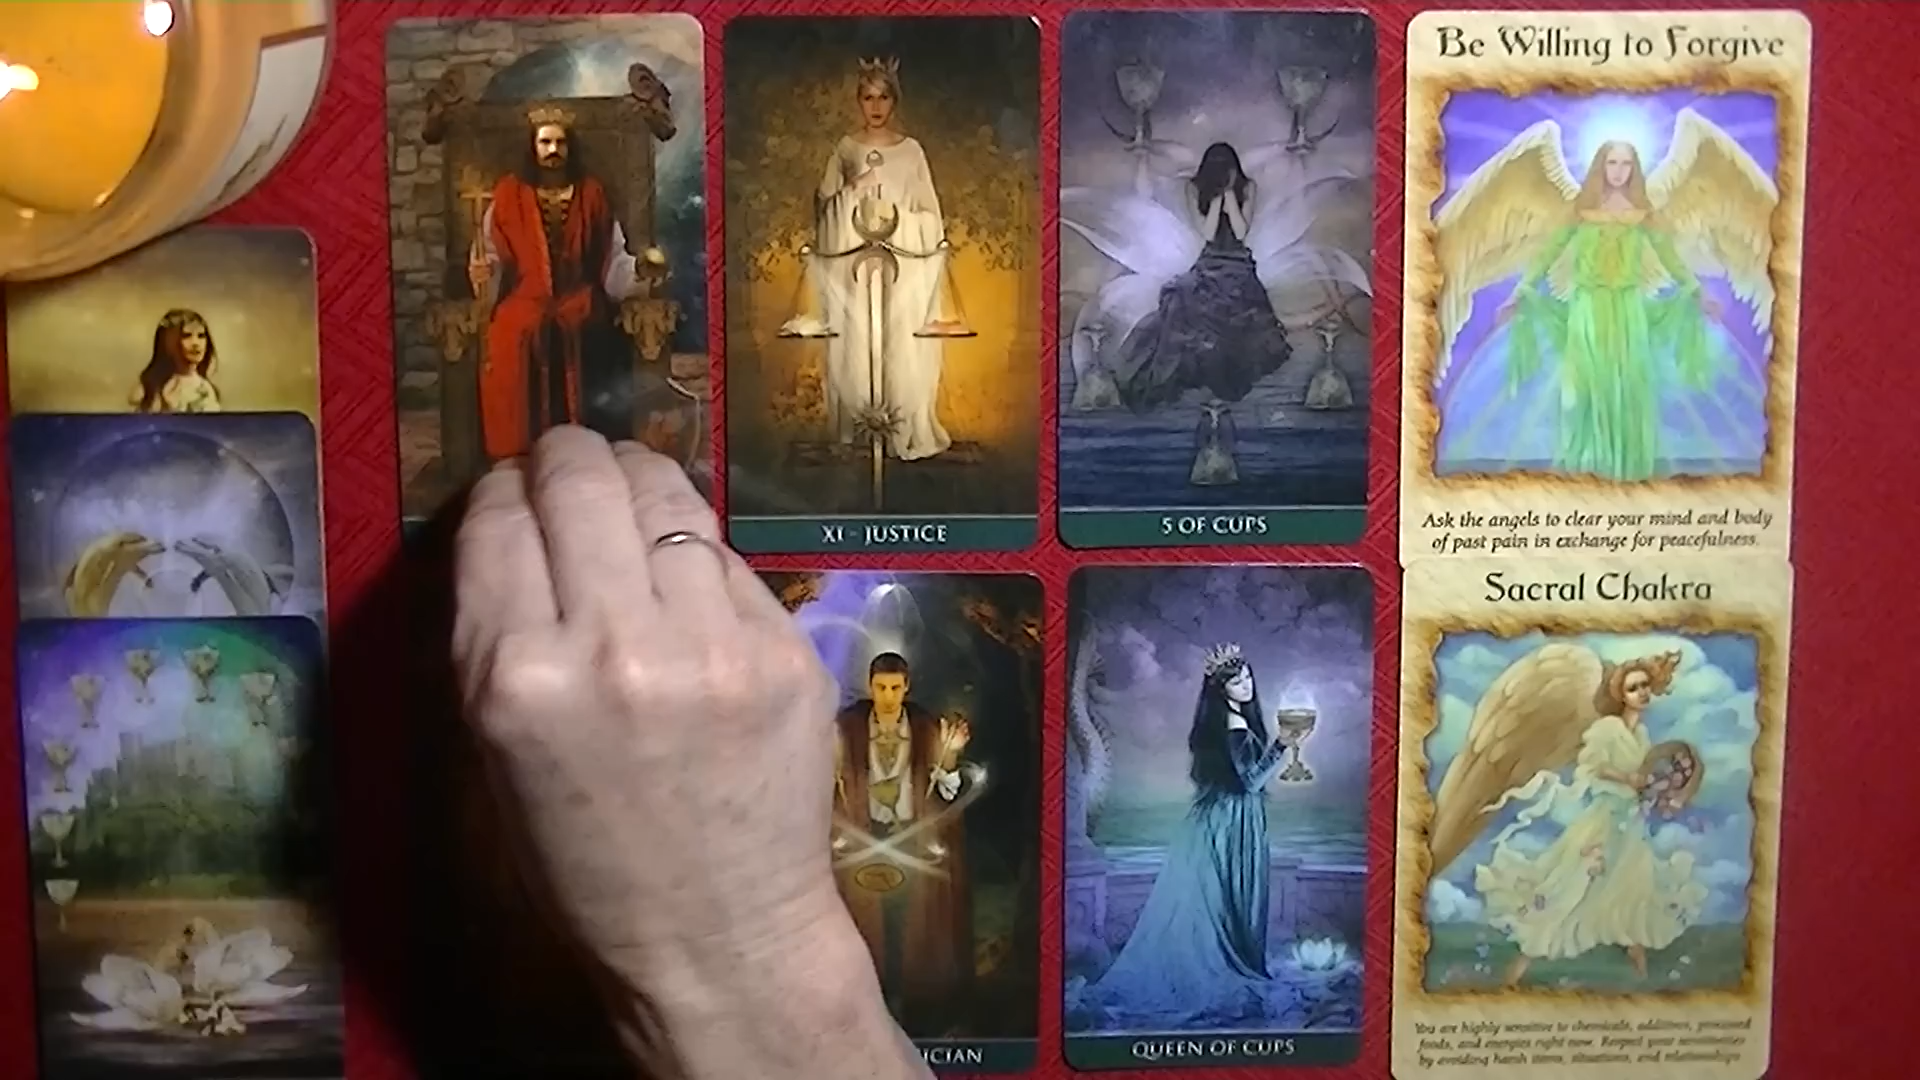 Be Willing to Forgive
XI - JUSTICE
5 OF CUPS
Ask the angels to clear your mind and body
of past pain in exchange for peacefulness.
Sacral Chakra
ICIAN
QUEEN OF CUPS
You are highly sensitive to chemicals, additives, processed
foods, and energies right now. Respect your sensitivities
by avoiding harsh items, situations, and relationships.